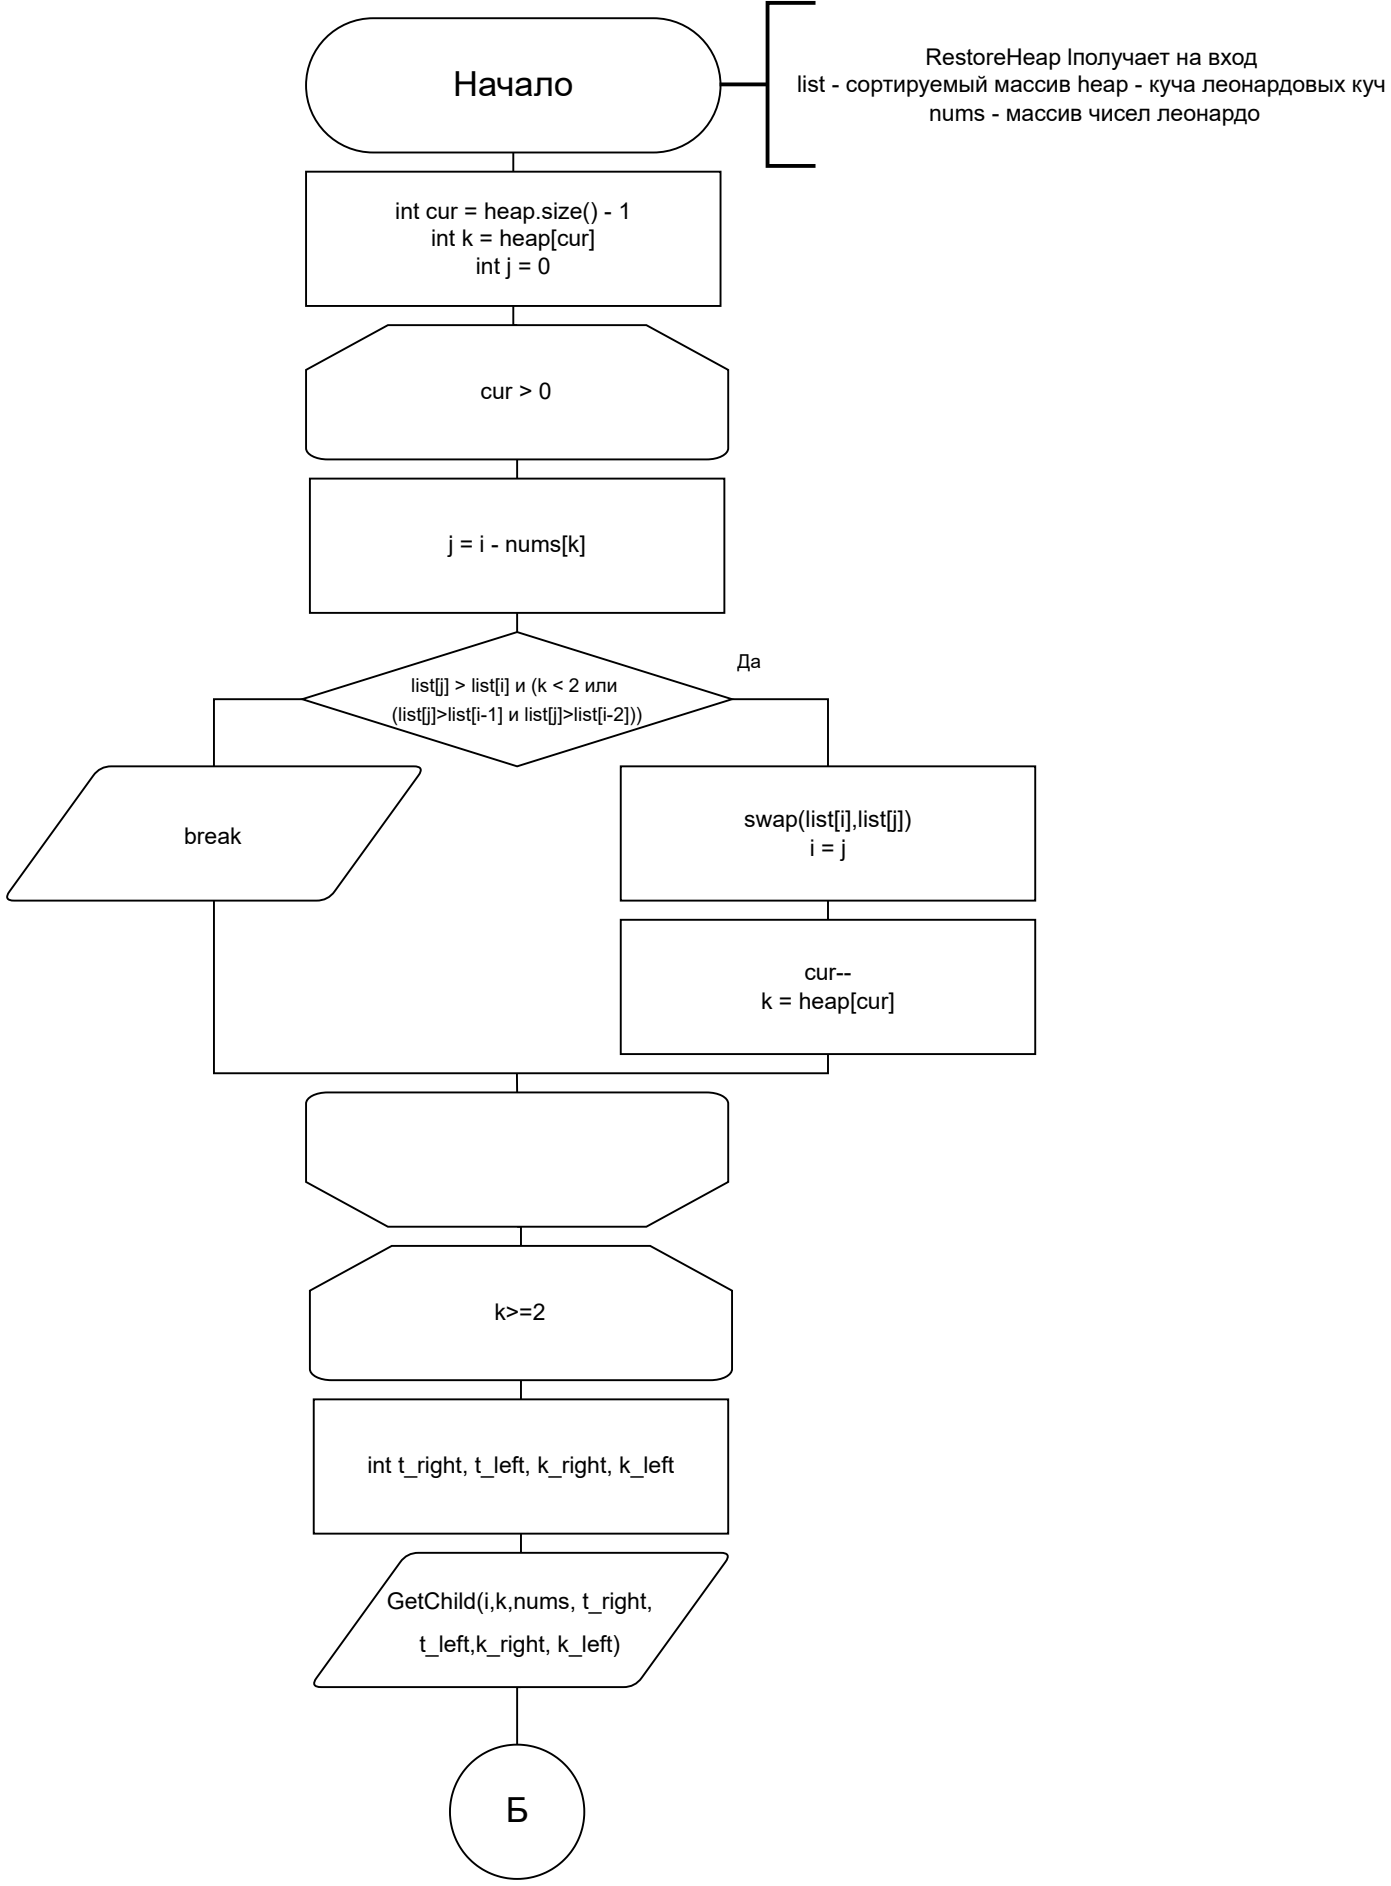 Начало
RestoreHeap lполучает на вход
list - сортируемый массив heap - куча леонардовых куч
nums - массив чисел леонардо
int cur = heap.size() - 1
int k = heap[cur]
int j = 0
cur > 0
j = i - nums[k]
Да
list[j] > list[i] и (k < 2 или
(list[j]>list[i-1] и list[j]>list[i-2]))
break
swap(list[i],list[j])
i = j
cur--
k = heap[cur]
k>=2
int t_right, t_left, k_right, k_left
GetChild(i,k,nums, t_right,
t_left,k_right, k_left)
Б